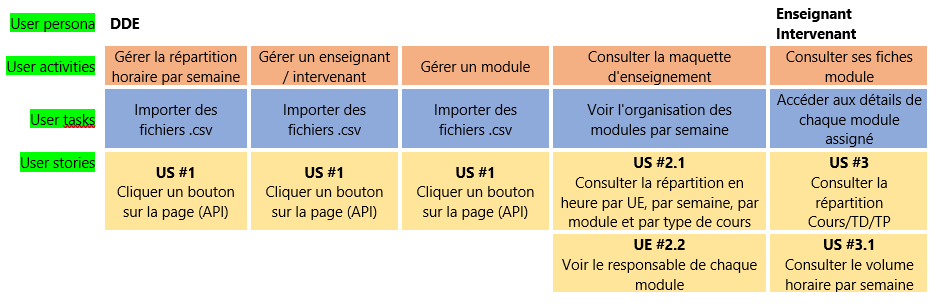 User persona
DDE
Enseignant
Intervenant
User activities
Gérer la répartition
horaire par semaine
Gérer un enseignant
/ intervenant
Gérer un module
Consulter la maquette
d'enseignement
Consulter ses fiches
module
User tasks
Importer des
fichiers .csv
Importer des
fichiers .csv
Importer des
fichiers .csv
Voir l'organisation des
modules par semaine
Accéder aux détails de
chaque module
assigné
User stories
US #1
Cliquer un bouton
sur la page (API)
US #1
Cliquer un bouton
sur la page (API)
US #1
Cliquer un bouton
sur la page (API)
US #2.1
Consulter la répartition en
heure par UE, par semaine, par
module et par type de cours
US #3
Consulter la
répartition
Cours/TD/TP
UE #2.2
Voir le responsable de chaque
module
US #3.1
Consulter le volume
horaire par semaine